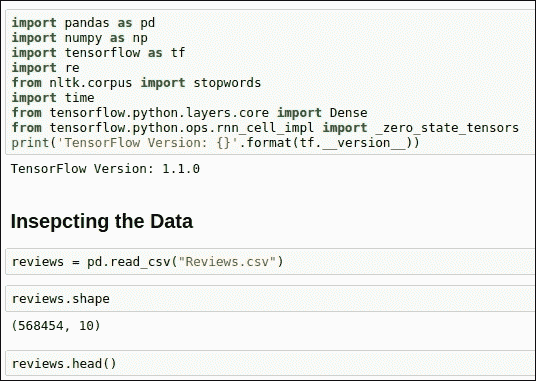 import pandas as pd
import numpy as np
import tensorflow as tf
import re
from nltk.corpus import stopwords
import time
from tensorflow.python.layers.core import Dense
from tensorflow.python.ops.rnn_cell_impl import _zero_state_tensors
print('TensorFlow Version: {}'.format(tf.__version__))
TensorFlow Version: 1.1.0
Insepcting the Data
reviews = pd.read_csv("Reviews.csv")
reviews.shape
(568454, 10)
reviews.head()